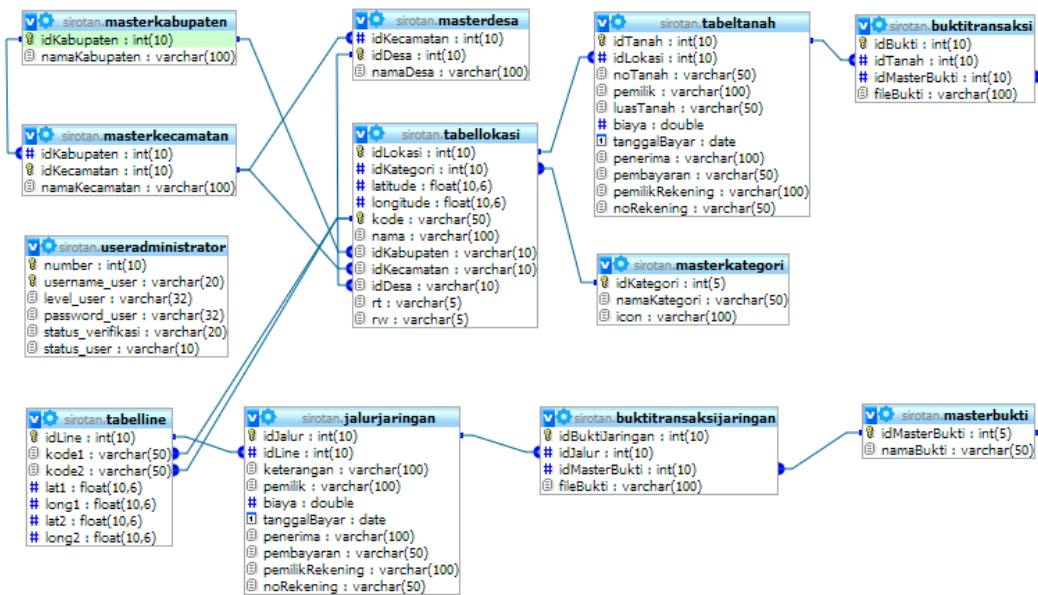 sirotan.masterkabupaten
idKabupaten : int(10)
namaKabupaten : varchar(100)
sirotan.masterkecamatan
# idKabupaten : int(10)
idKecamatan : int(10)
namaKecamatan : varchar(100)
sirotan.useradministrator
number : int(10)
username_user : varchar(20)
level_user : varchar(32)
password_user : varchar(32)
status_verifikasi : varchar(20)
status_user : varchar(10)
sirotan.masterdesa
# idKecamatan : int(10)
idDesa : int(10)
namaDesa : varchar(100)
sirotan.tabellokasi
idLokasi : int(10)
# idKategori : int(10)
# latitude : float(10,6)
# longitude : float(10,6)
kode : varchar(50)
nama : varchar(100)
idKabupaten : varchar(10)
idKecamatan : varchar(10)
idDesa : varchar(10)
rt : varchar(5)
rw : varchar(5)
sirotan.tabeltanah
idTanah : int(10)
# idLokasi : int(10)
noTanah : varchar(50)
pemilik : varchar(100)
luasTanah : varchar(50)
# biaya : double
tanggalBayar : date
penerima : varchar(100)
pembayaran : varchar(50)
pemilikRekening : varchar(100)
noRekening : varchar(50)
sirotan.buktitransaksi
idBukti : int(10)
# idTanah : int(10)
# idMasterBukti : int(10)
fileBukti : varchar(100)
sirotan.masterkategori
idKategori : int(5)
namaKategori : varchar(50)
icon : varchar(100)
sirotan.tabelline
idLine : int(10)
kode1 : varchar(50)
kode2 : varchar(50)
# lat1 : float(10,6)
# long1 : float(10,6)
# lat2 : float(10,6)
# long2 : float(10,6)
sirotan.jalurjaringan
idJalur : int(10)
# idLine : int(10)
keterangan : varchar(100)
pemilik : varchar(100)
# biaya : double
tanggalBayar : date
penerima : varchar(100)
pembayaran : varchar(50)
pemilikRekening : varchar(100)
noRekening : varchar(50)
sirotan.buktitransaksijaringan
idBuktiJaringan : int(10)
# idJalur : int(10)
# idMasterBukti : int(10)
fileBukti : varchar(100)
sirotan.masterbukti
idMasterBukti : int(5)
namaBukti : varchar(50)